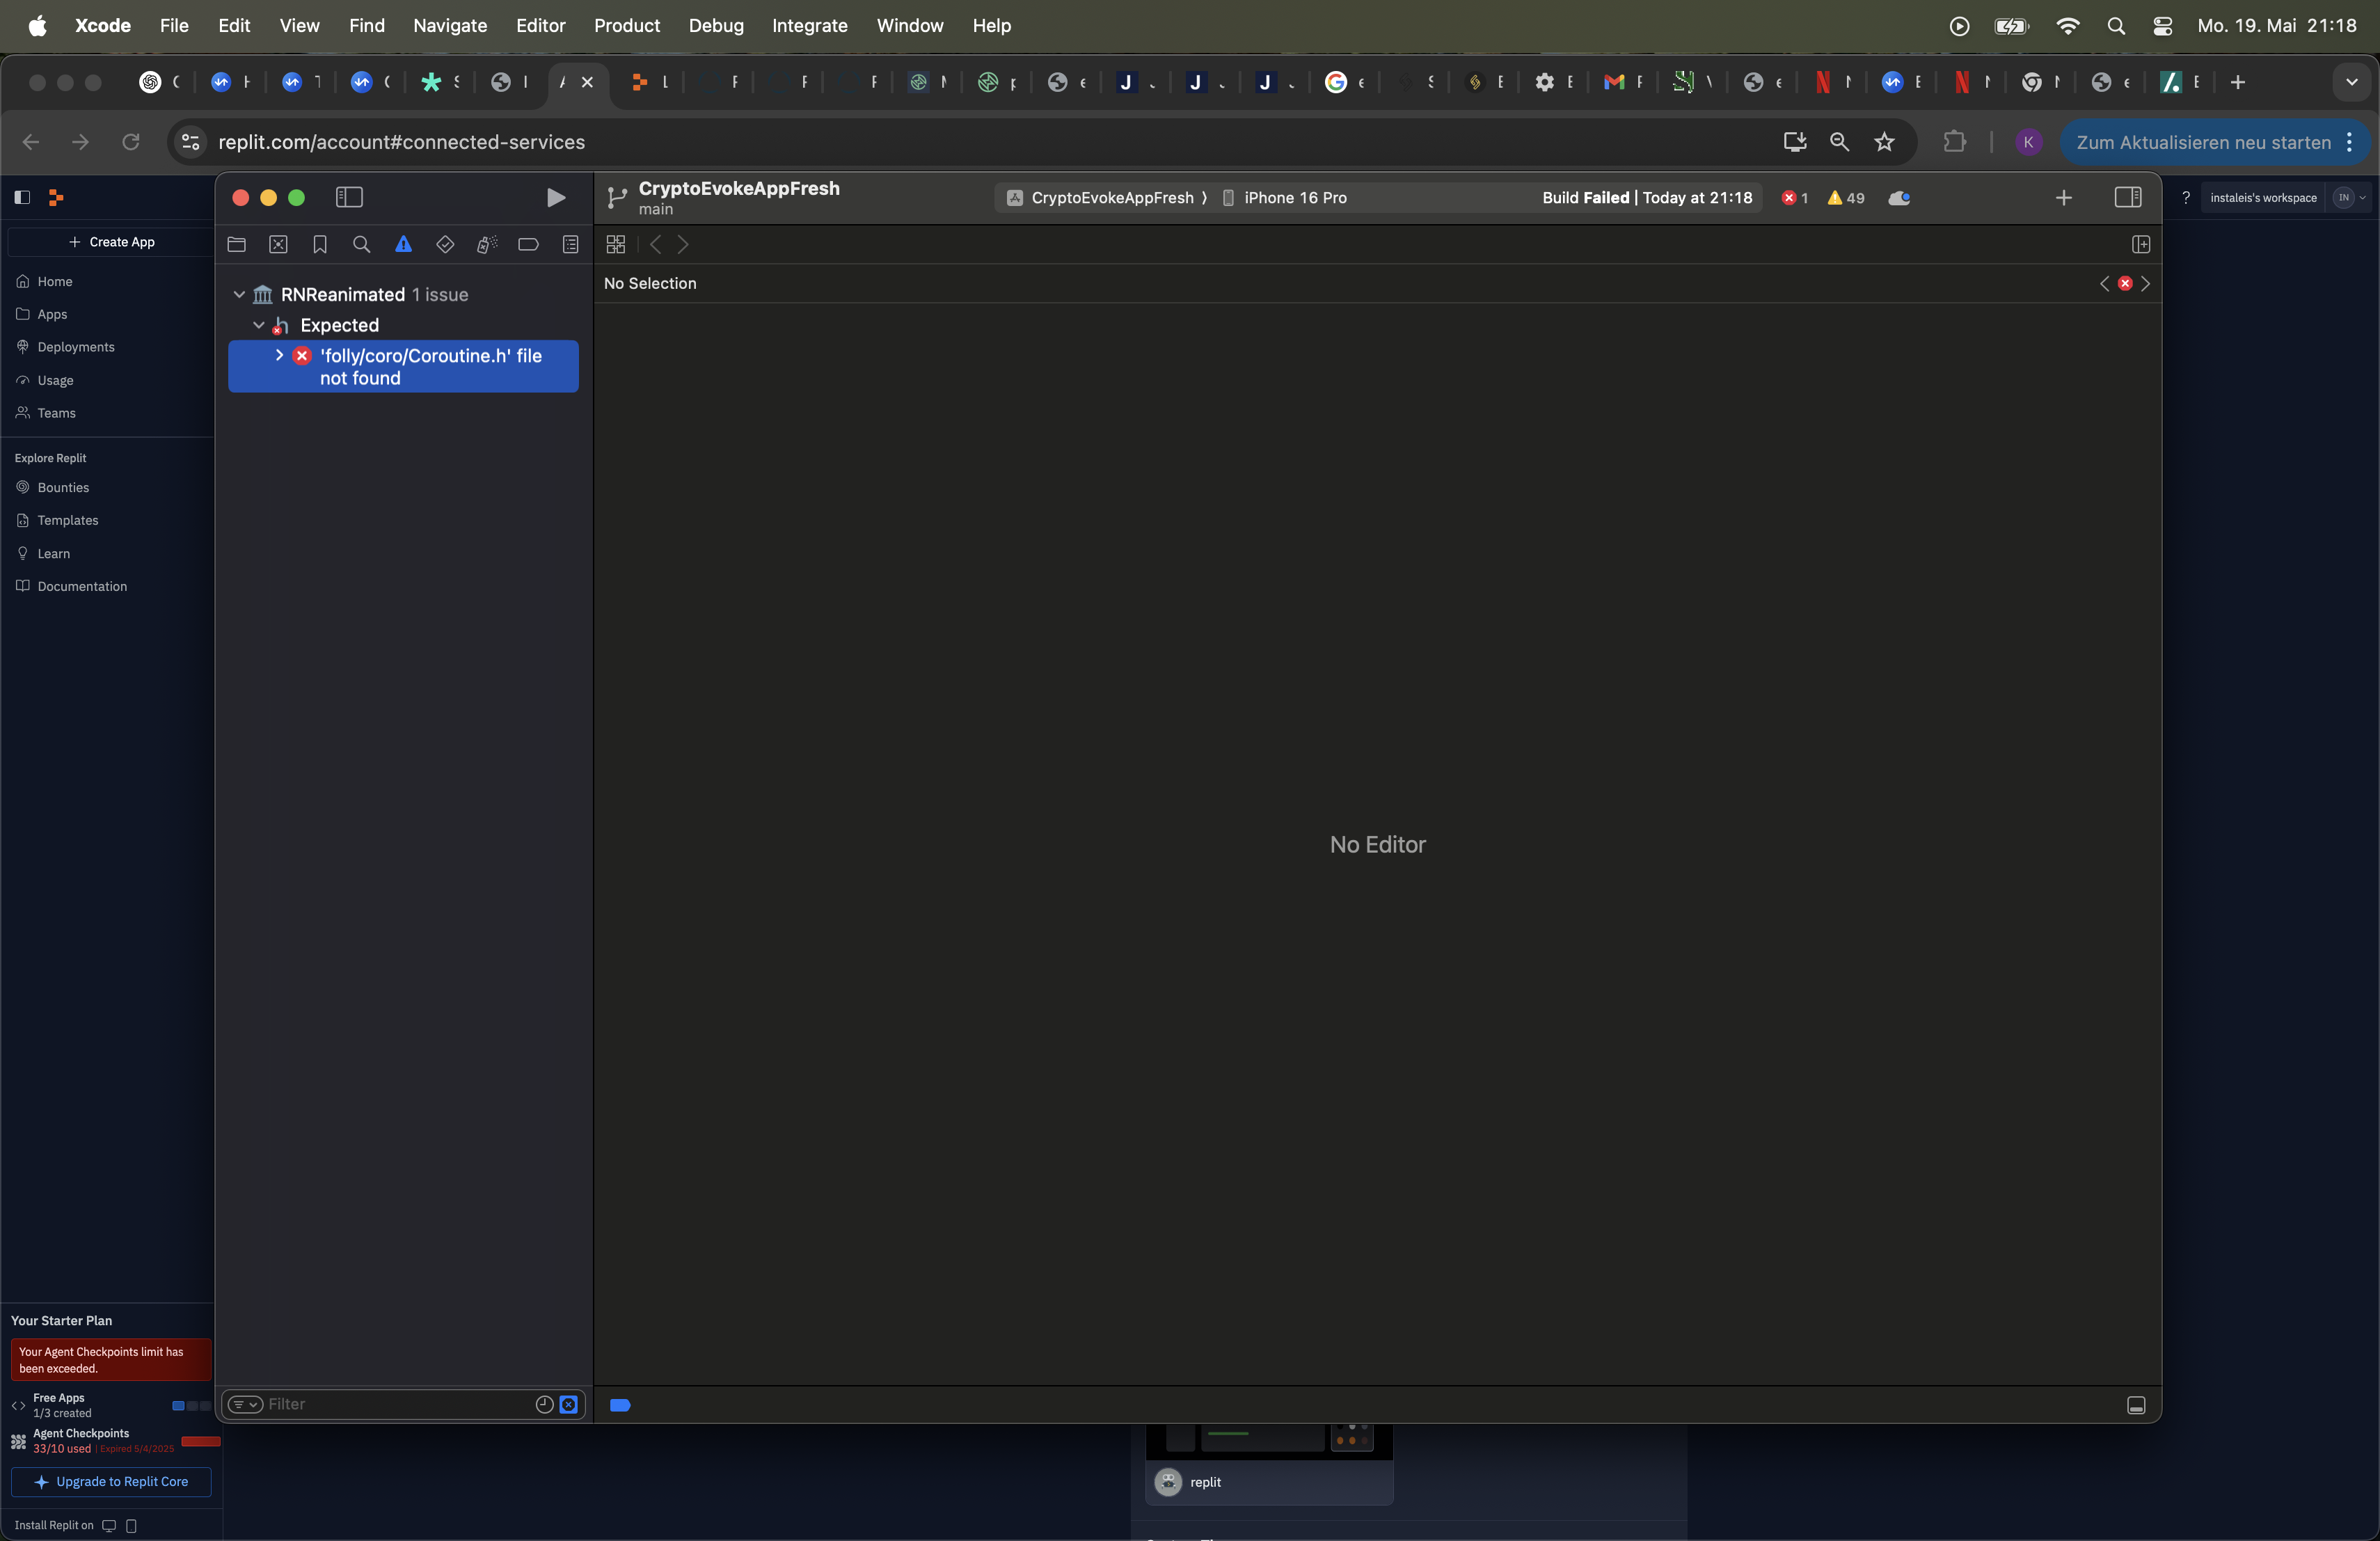 Xcode File Edit View Find Navigate Editor Product Debug Integrate Window Help
Mo. 19. Mai 21:18
replit.com/account#connected-services
Zum Aktualisieren neu starten
K
CryptoEvokeAppFresh
main
CryptoEvokeAppFresh
iPhone 16 Pro
Build Failed | Today at 21:18
1
49
?
instaleis's workspace
IN
Create App
Home
Apps
Deployments
Usage
Teams
Explore Replit
Bounties
Templates
Learn
Documentation
RNReanimated 1 issue
Expected
'folly/coro/Coroutine.h' file
not found
No Selection
No Editor
Filter
Your Starter Plan
Your Agent Checkpoints limit has
been exceeded.
Free Apps
1/3 created
Agent Checkpoints
33/10 used | Expired 5/4/2025
Upgrade to Replit Core
Install Replit on
replit